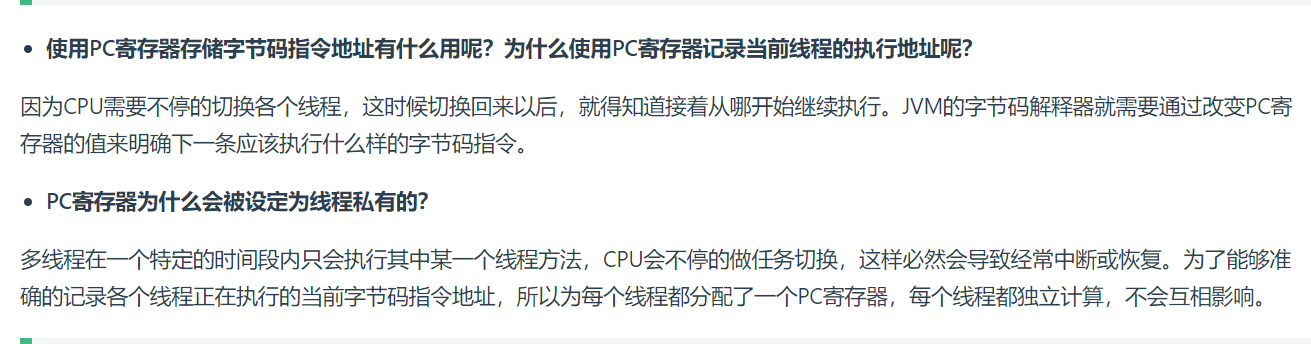 • 使用PC寄存器存储字节码指令地址有什么用呢？为什么使用PC寄存器记录当前线程的执行地址呢？
因为CPU需要不停的切换各个线程，这时候切换回来以后，就得知道接着从哪开始继续执行。JVM的字节码解释器就需要通过改变PC寄
存器的值来明确下一条应该执行什么样的字节码指令。
• PC寄存器为什么会被设定为线程私有的？
多线程在一个特定的时间段内只会执行其中某一个线程方法，CPU会不停的做任务切换，这样必然会导致经常中断或恢复。为了能够准
确的记录各个线程正在执行的当前字节码指令地址，所以为每个线程都分配了一个PC寄存器，每个线程都独立计算，不会互相影响。